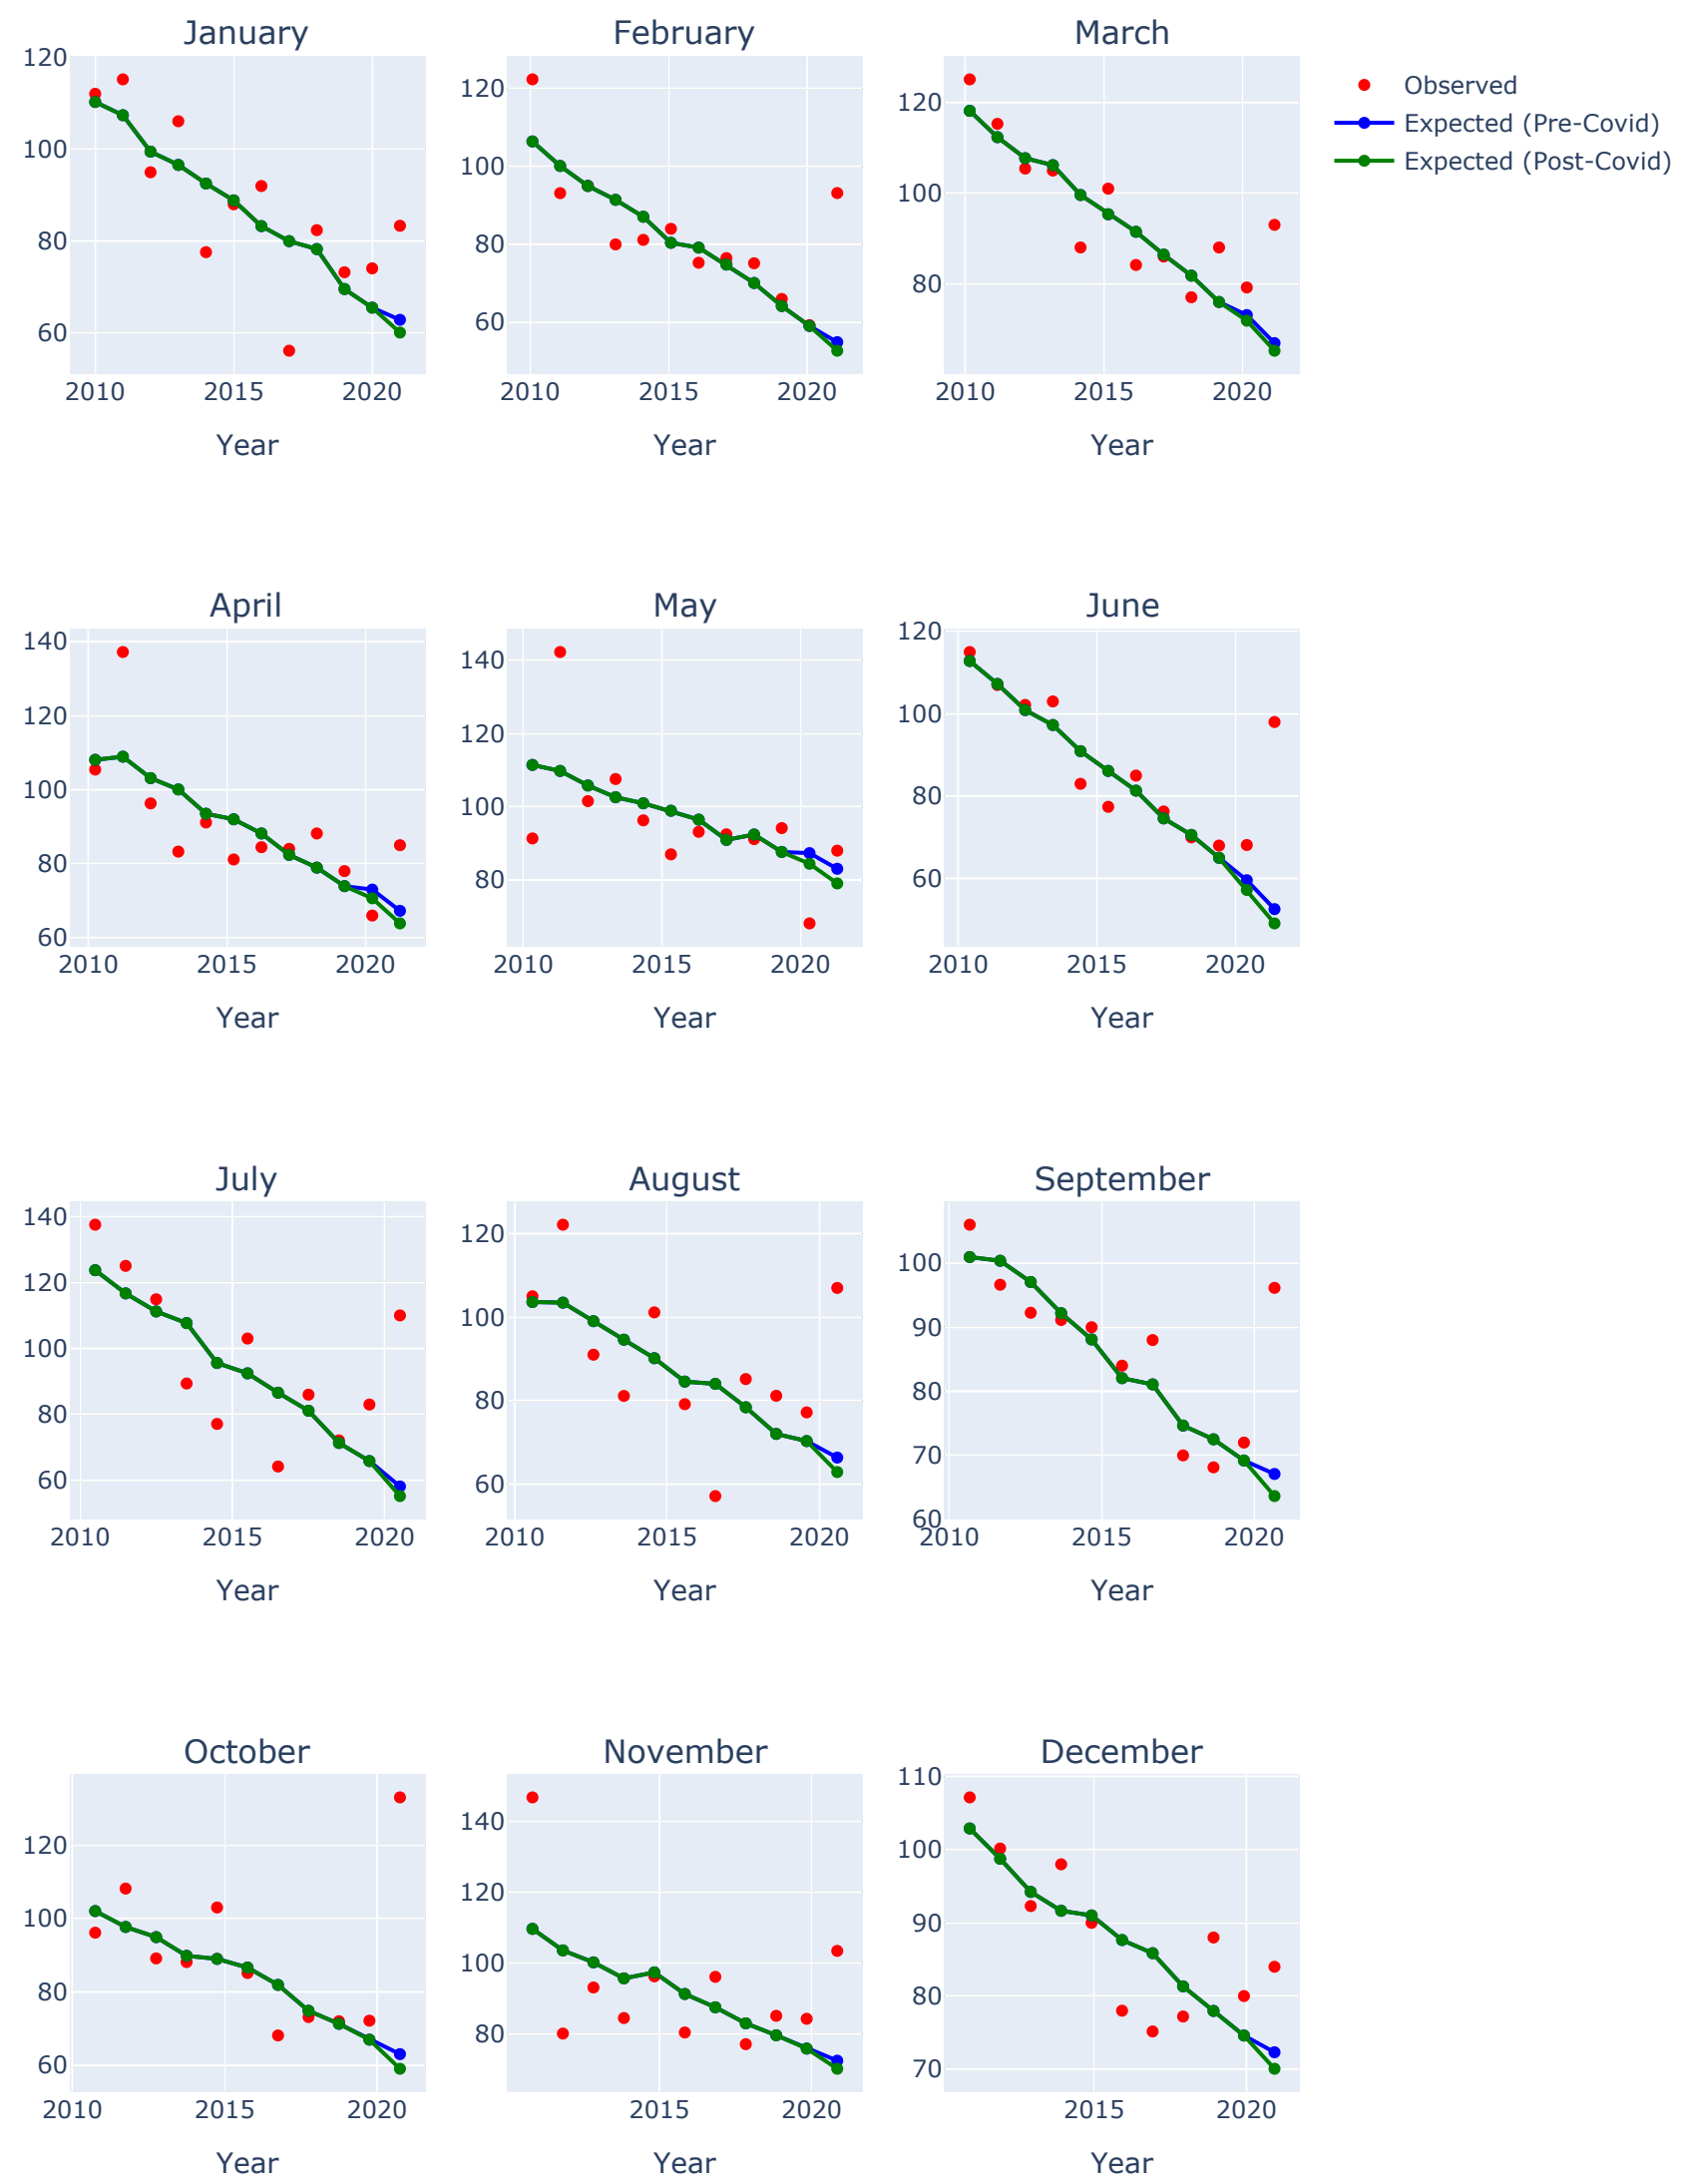 January February March
120
100
80
60
2010 2015 2020
Year
120
100
80
60
2010 2015 2020
Year
120
100
80
2010 2015 2020
Year
Observed
Expected (Pre-Covid)
Expected (Post-Covid)
April May June
140
120
100
80
60
2010 2015 2020
Year
140
120
100
80
2010 2015 2020
Year
120
100
80
60
2010 2015 2020
Year
July August September
140
120
100
80
60
2010 2015 2020
Year
120
100
80
60
2010 2015 2020
Year
100
90
80
70
60
2010 2015 2020
Year
October November December
120
100
80
60
2010 2015 2020
Year
140
120
100
80
2015 2020
Year
110
100
90
80
70
2015 2020
Year